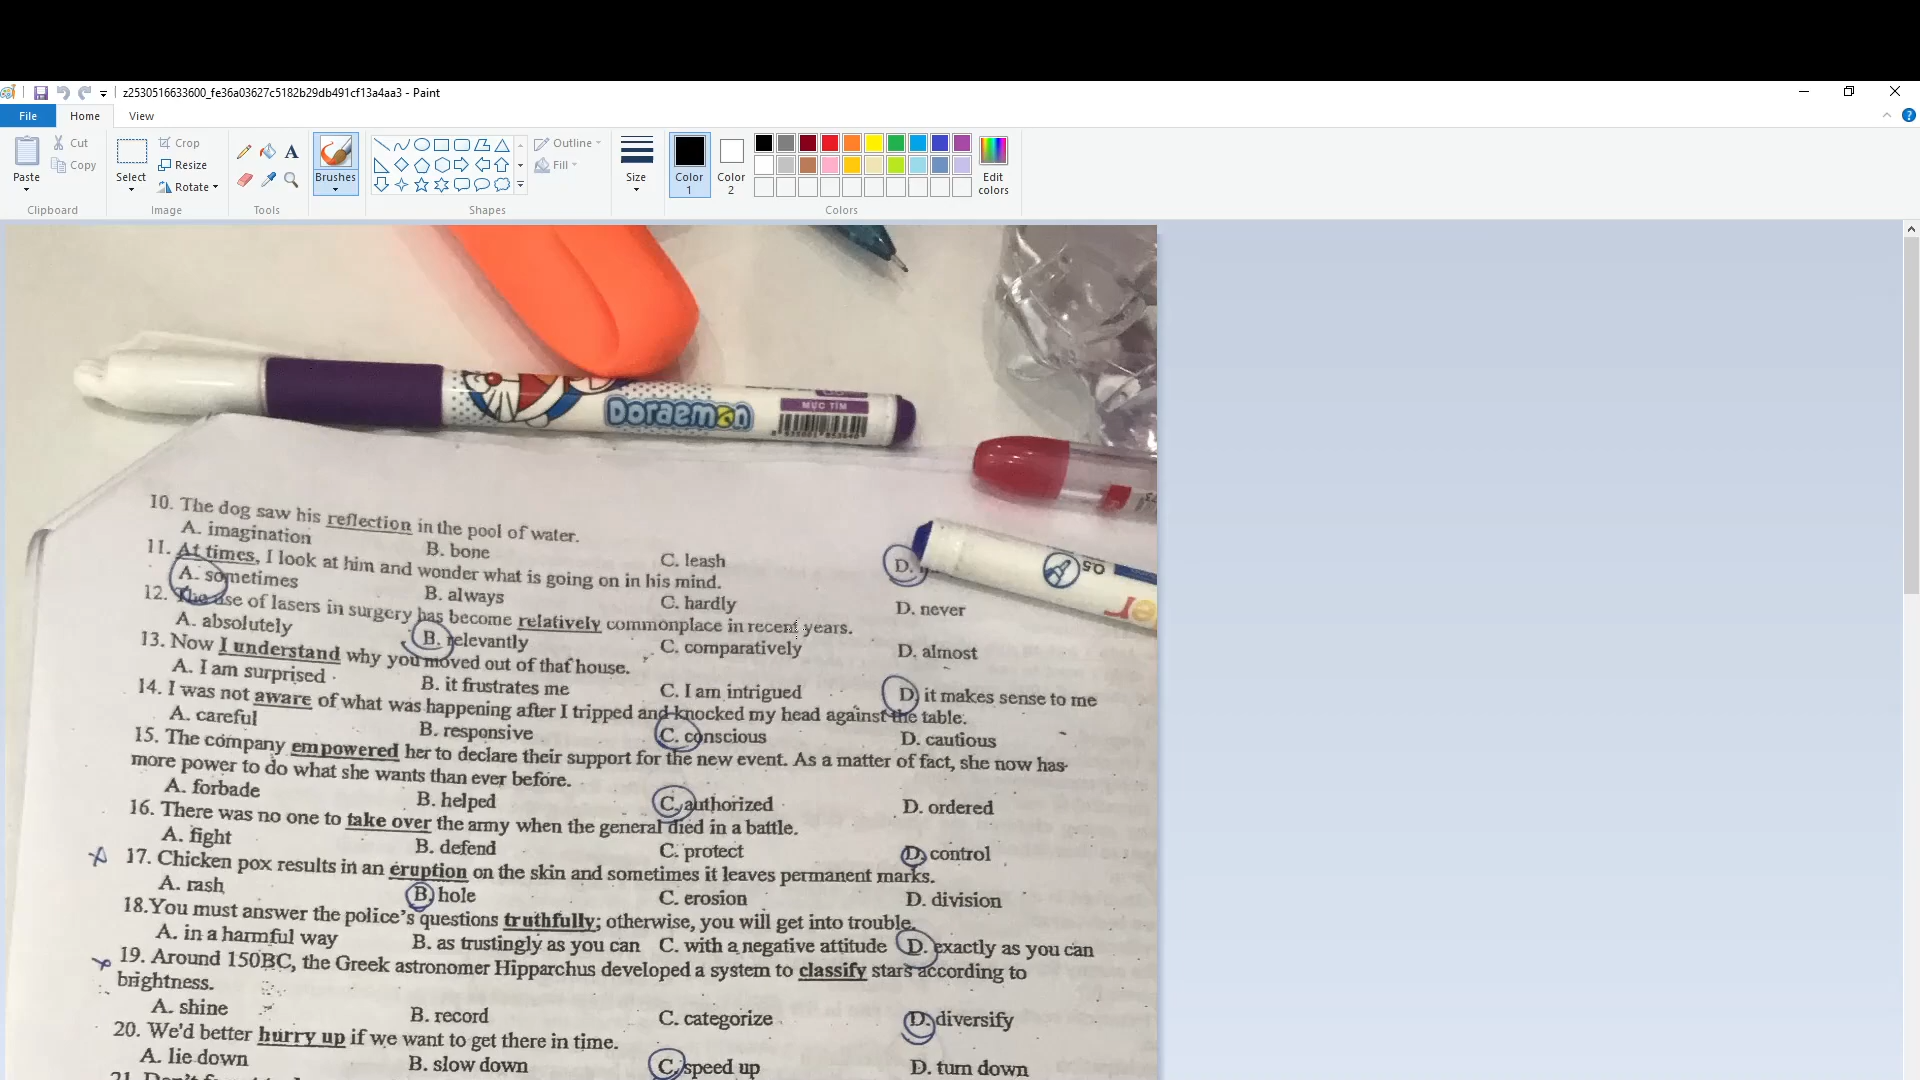 z2530516633600_fe36a03627c5182b29db491cf13a4aa3 - Paint
File Home View
Paste Cut Copy Clipboard
Select Crop Resize Rotate Image
Tools
Brushes
Shapes Outline Fill
Size
Color 1 Color 2 Edit colors Colors
Doraemon
MỰC TÍM
10. The dog saw his reflection in the pool of water.
A. imagination B. bone C. leash D.
11. At times, I look at him and wonder what is going on in his mind.
A. sometimes B. always C. hardly D. never
12. The use of lasers in surgery has become relatively commonplace in recent years.
A. absolutely B. relevantly C. comparatively D. almost
13. Now I understand why you moved out of that house.
A. I am surprised B. it frustrates me C. I am intrigued D. it makes sense to me
14. I was not aware of what was happening after I tripped and knocked my head against the table.
A. careful B. responsive C. conscious D. cautious
15. The company empowered her to declare their support for the new event. As a matter of fact, she now has
more power to do what she wants than ever before.
A. forbade B. helped C. authorized D. ordered
16. There was no one to take over the army when the general died in a battle.
A. fight B. defend C. protect D. control
17. Chicken pox results in an eruption on the skin and sometimes it leaves permanent marks.
A. rash B. hole C. erosion D. division
18.You must answer the police's questions truthfully; otherwise, you will get into trouble.
A. in a harmful way B. as trustingly as you can C. with a negative attitude D. exactly as you can
19. Around 150BC, the Greek astronomer Hipparchus developed a system to classify stars according to
brightness.
A. shine B. record C. categorize D. diversify
20. We'd better hurry up if we want to get there in time.
A. lie down B. slow down C. speed up D. turn down